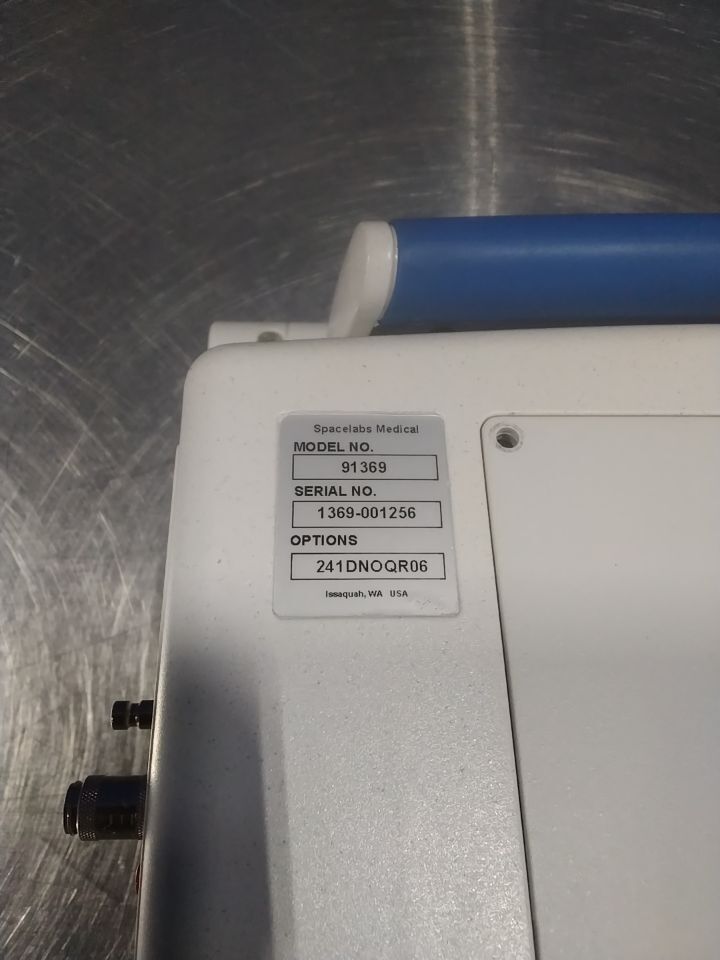 Spacelabs Medical
MODEL NO.
91369
SERIAL NO.
1369-001256
OPTIONS
241DNOQR06
Issaquah, WA USA